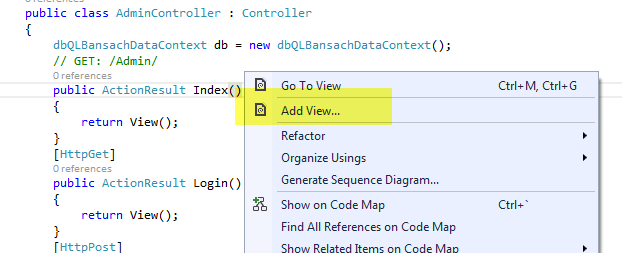 0 references
public class AdminController : Controller
{
dbQLBansachDataContext db = new dbQLBansachDataContext();
// GET: /Admin/
0 references
public ActionResult Index()
{
return View();
}
[HttpGet]
0 references
public ActionResult Login()
{
return View();
}
[HttpPost]
Go To View Ctrl+M, Ctrl+G
Add View...
Refactor
Organize Usings
Generate Sequence Diagram...
Show on Code Map Ctrl+`
Find All References on Code Map
Show Related Items on Code Map